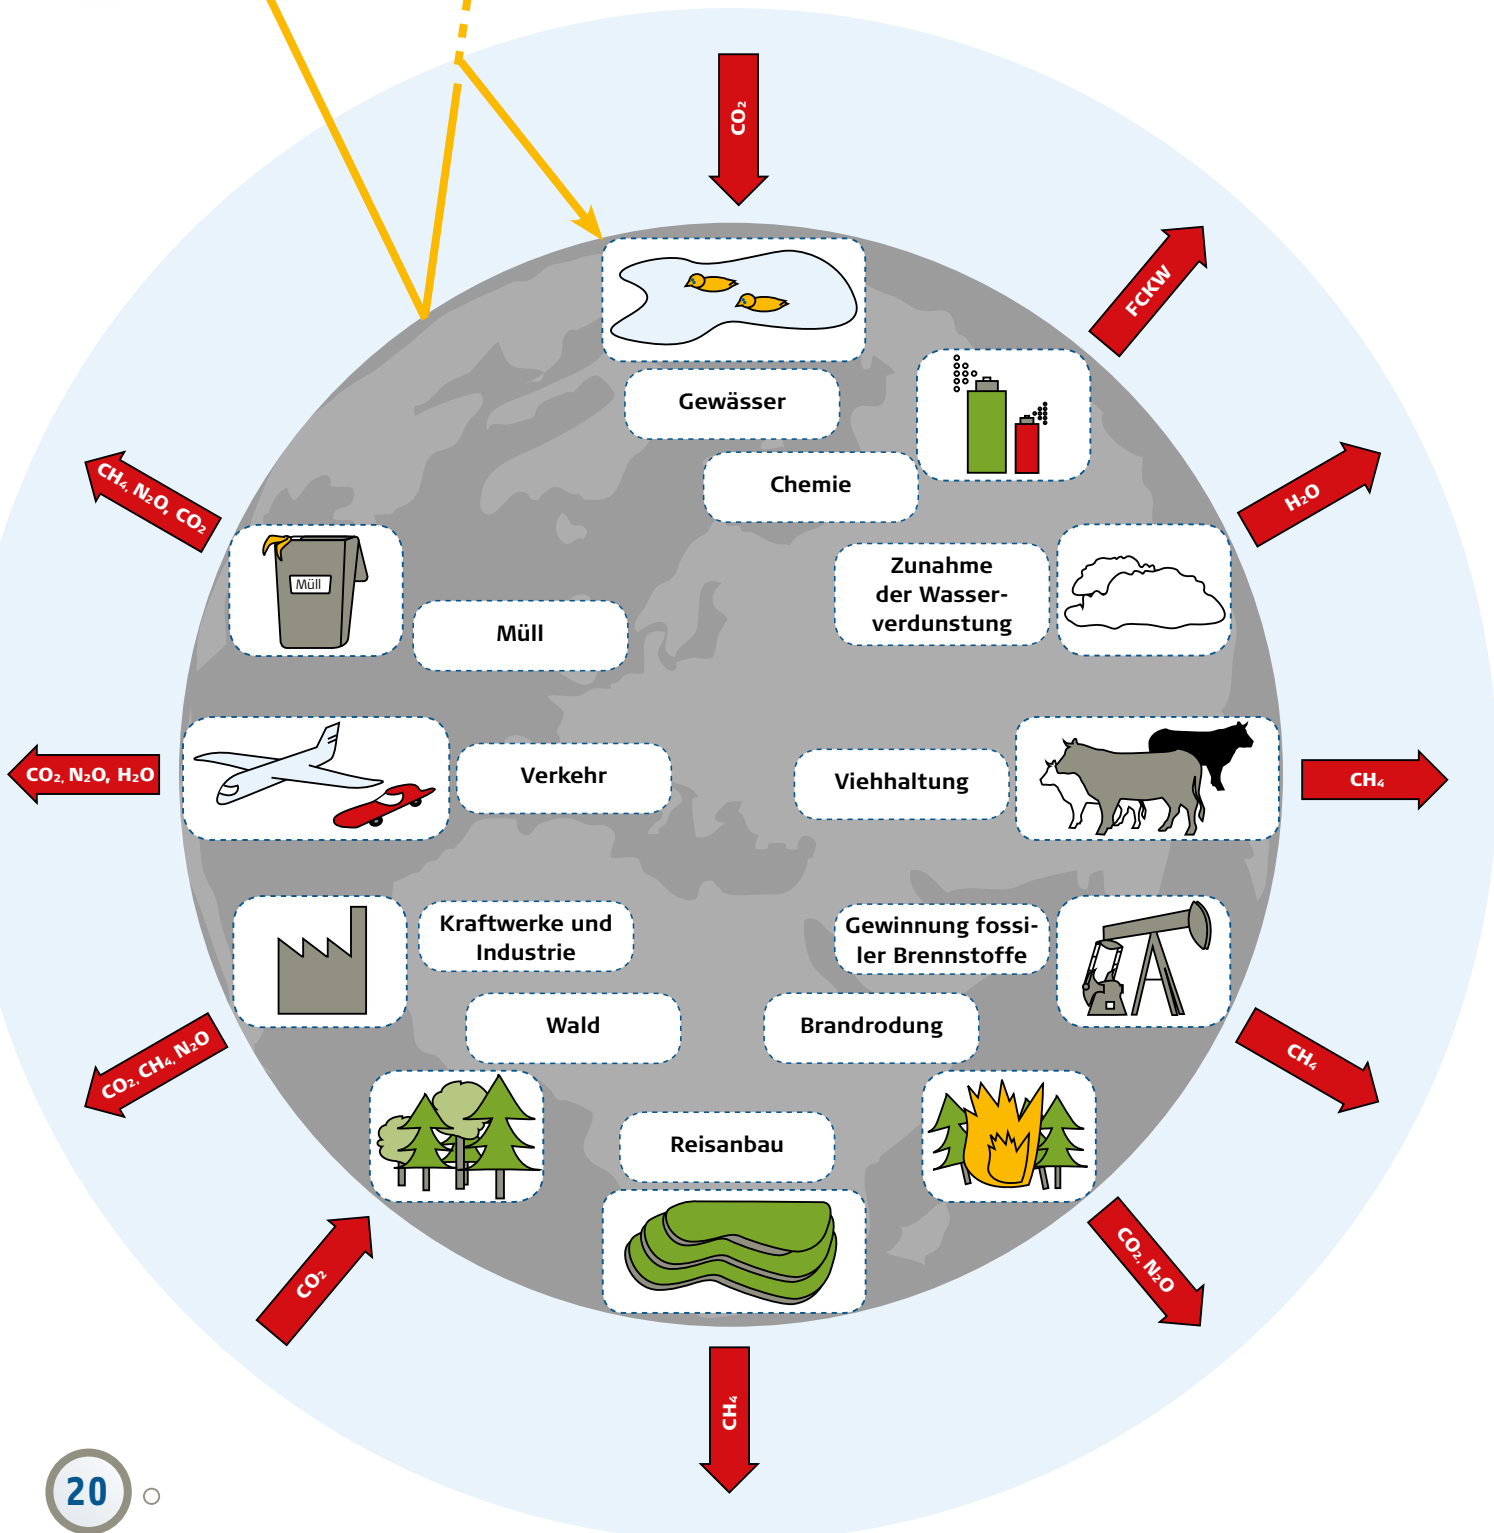 CO₂
FCKW
Gewässer
Chemie
H₂O
CH₄, N₂O, CO₂
Zunahme
der Wasser-
verdunstung
Müll
Müll
CO₂, N₂O, H₂O
Verkehr
Viehhaltung
CH₄
Kraftwerke und
Industrie
Gewinnung fossi-
ler Brennstoffe
Wald
Brandrodung
CO₂, CH₄, N₂O
CH₄
Reisanbau
CO₂
CO₂, N₂O
CH₄
20